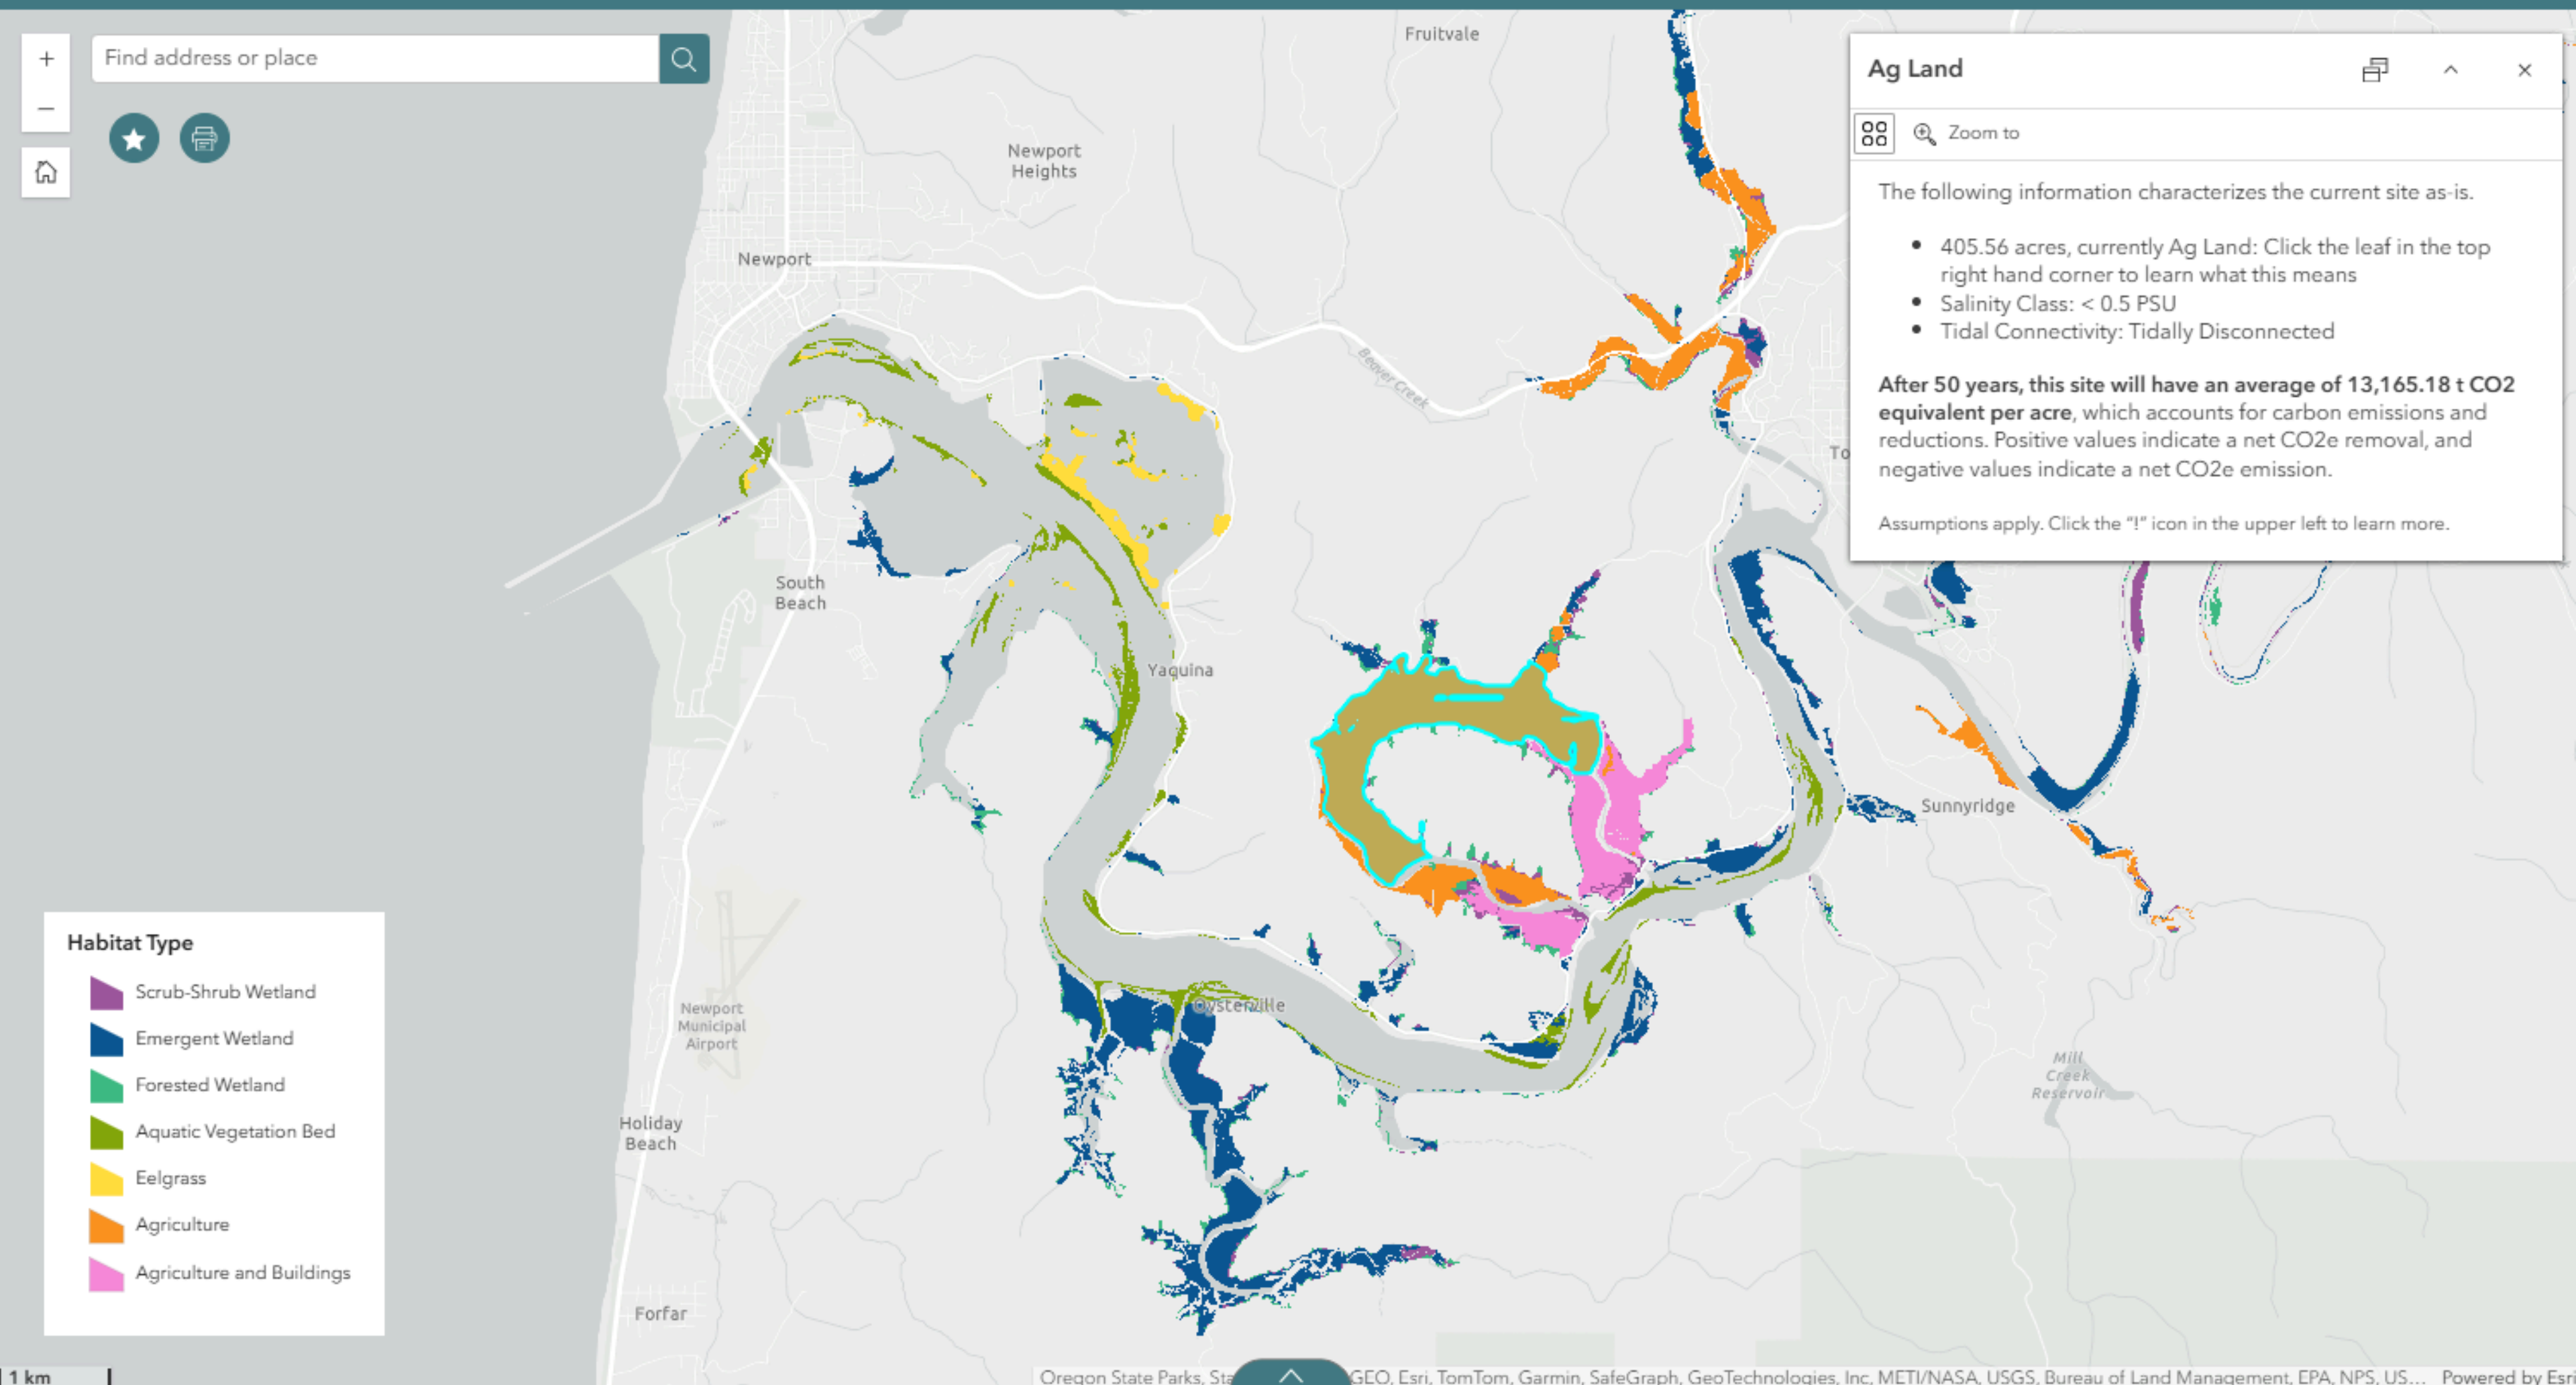 Find address or place
Fruitvale
Newport
Heights
Newport
Beaver Creek
To
South
Beach
Yaquina
Sunnyridge
Oysterville
Newport
Municipal
Airport
Mill
Creek
Reservoir
Holiday
Beach
Forfar
Ag Land
Zoom to
The following information characterizes the current site as-is.
• 405.56 acres, currently Ag Land: Click the leaf in the top
right hand corner to learn what this means
• Salinity Class: < 0.5 PSU
• Tidal Connectivity: Tidally Disconnected
After 50 years, this site will have an average of 13,165.18 t CO2
equivalent per acre, which accounts for carbon emissions and
reductions. Positive values indicate a net CO2e removal, and
negative values indicate a net CO2e emission.
Assumptions apply. Click the “!” icon in the upper left to learn more.
Habitat Type
Scrub-Shrub Wetland
Emergent Wetland
Forested Wetland
Aquatic Vegetation Bed
Eelgrass
Agriculture
Agriculture and Buildings
1 km
Oregon State Parks, Sta GEO, Esri, TomTom, Garmin, SafeGraph, GeoTechnologies, Inc, METI/NASA, USGS, Bureau of Land Management, EPA, NPS, US... Powered by Esri